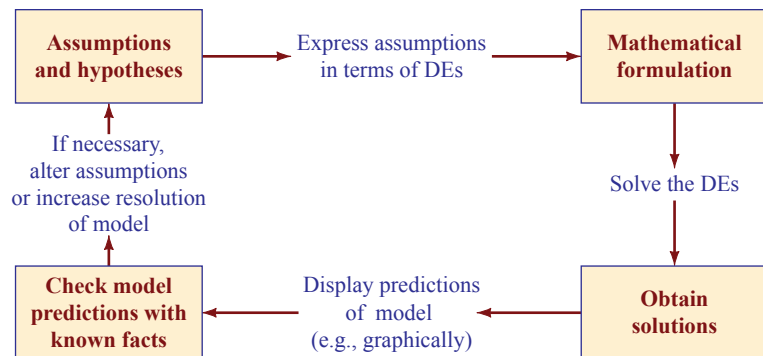 Assumptions
and hypotheses
Express assumptions
in terms of DEs
Mathematical
formulation
If necessary,
alter assumptions
or increase resolution
of model
Solve the DEs
Check model
predictions with
known facts
Display predictions
of model
(e.g., graphically)
Obtain
solutions